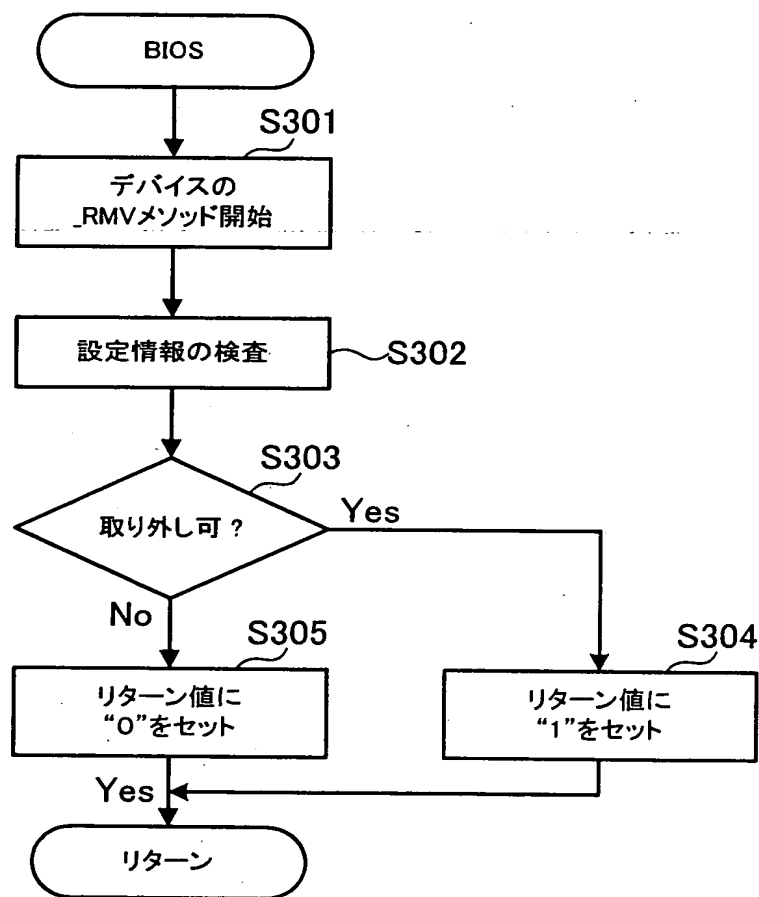 BIOS
S301
デバイスの
_RMVメソッド開始
設定情報の検査
S302
S303
取り外し可?
Yes
No
S305
S304
リターン値に
“0”をセット
リターン値に
“1”をセット
Yes
リターン